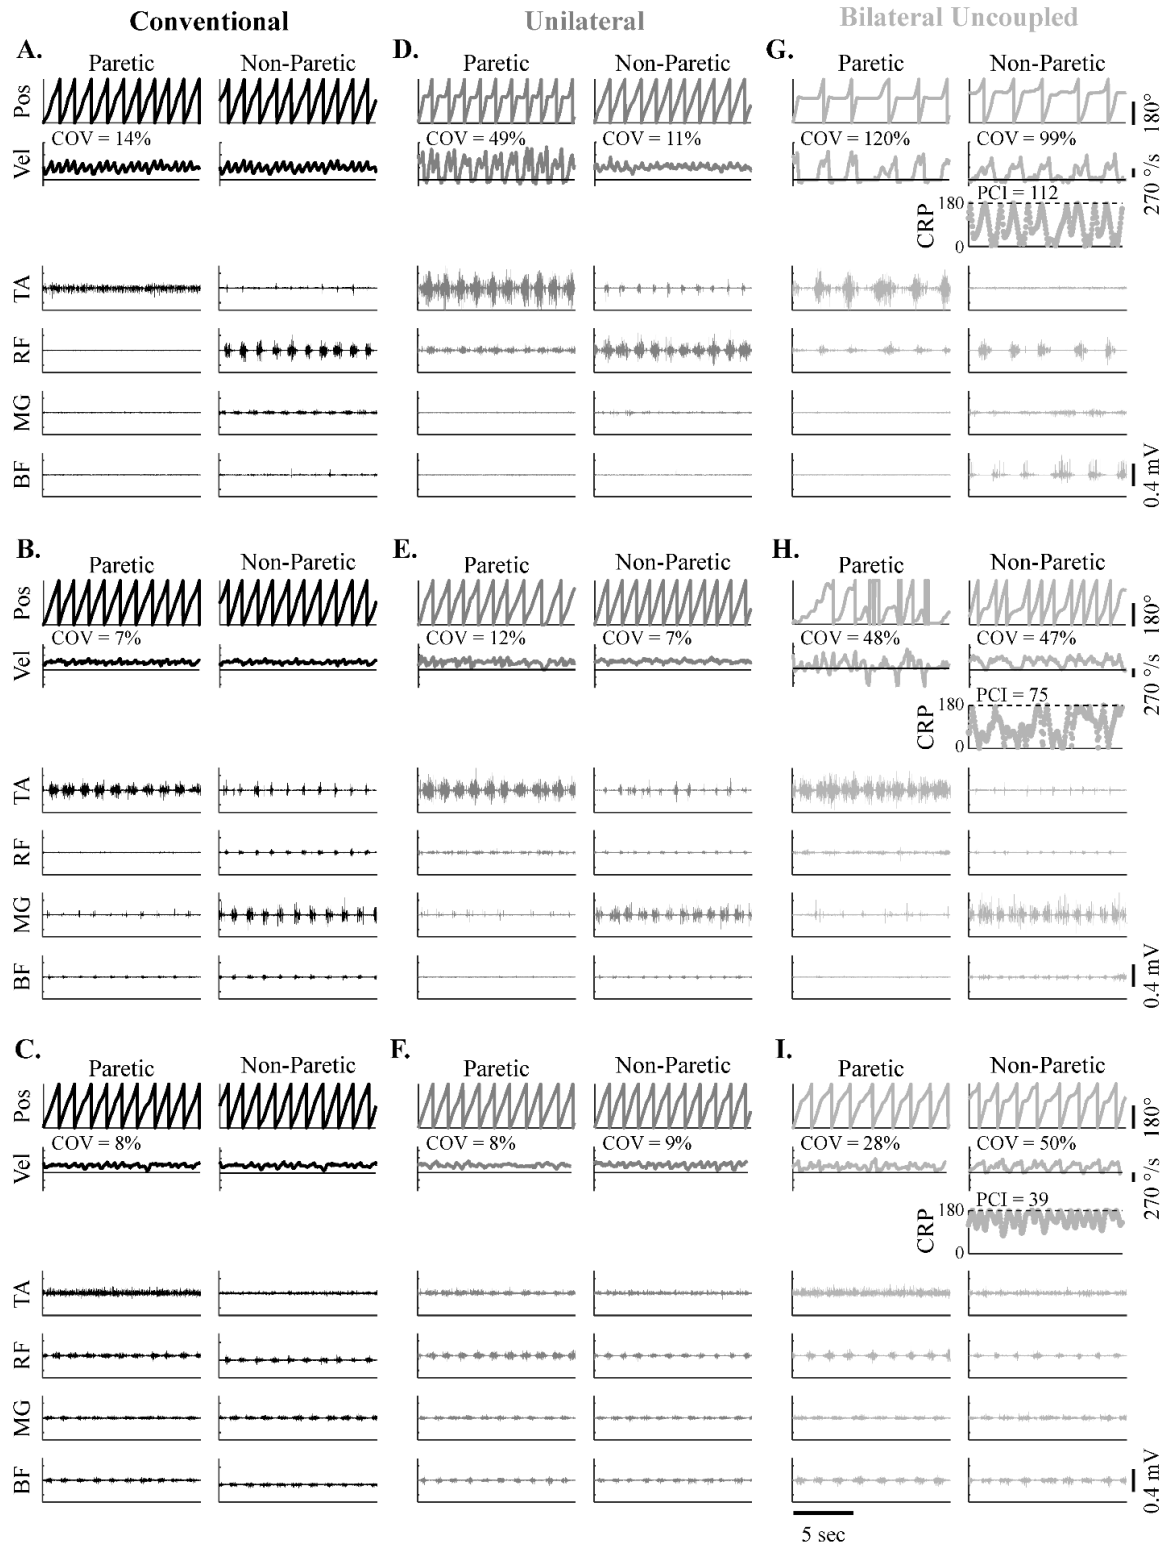 Conventional Unilateral Bilateral Uncoupled
A. D. G.
Paretic Non-Paretic Paretic Non-Paretic Paretic Non-Paretic
Pos 180°
COV = 14% COV = 49% COV = 11% COV = 120% COV = 99%
Vel 270 °/s
PCI = 112
180
CRP
0
TA
RF
MG
BF 0.4 mV
B. E. H.
Paretic Non-Paretic Paretic Non-Paretic Paretic Non-Paretic
Pos 180°
COV = 7% COV = 12% COV = 7% COV = 48% COV = 47%
Vel 270 °/s
PCI = 75
180
CRP
0
TA
RF
MG
BF 0.4 mV
C. F. I.
Paretic Non-Paretic Paretic Non-Paretic Paretic Non-Paretic
Pos 180°
COV = 8% COV = 8% COV = 9% COV = 28% COV = 50%
Vel 270 °/s
PCI = 39
180
CRP
0
TA
RF
MG
BF 0.4 mV
5 sec